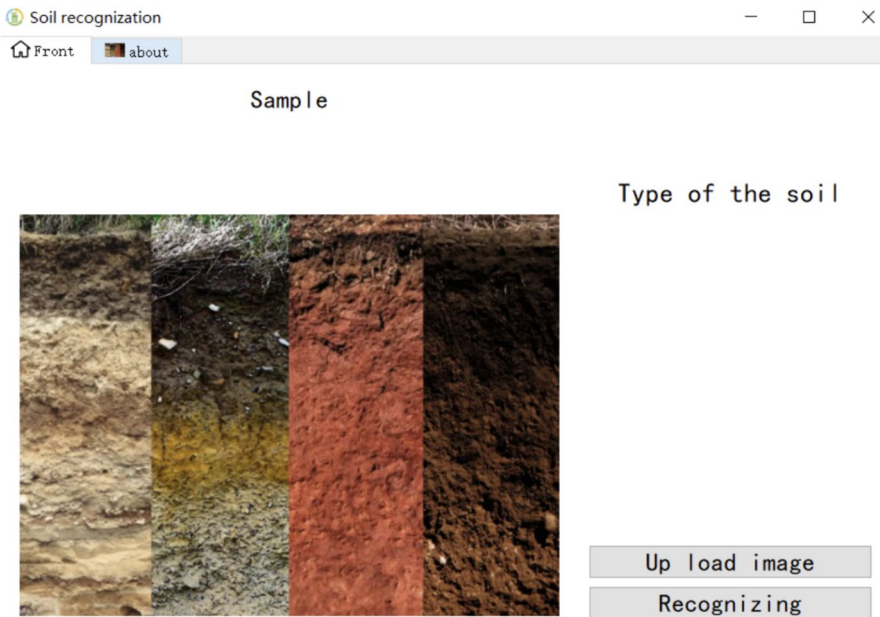 Soil recognization
Front
about
Sample
Type of the soil
Up load image
Recognizing